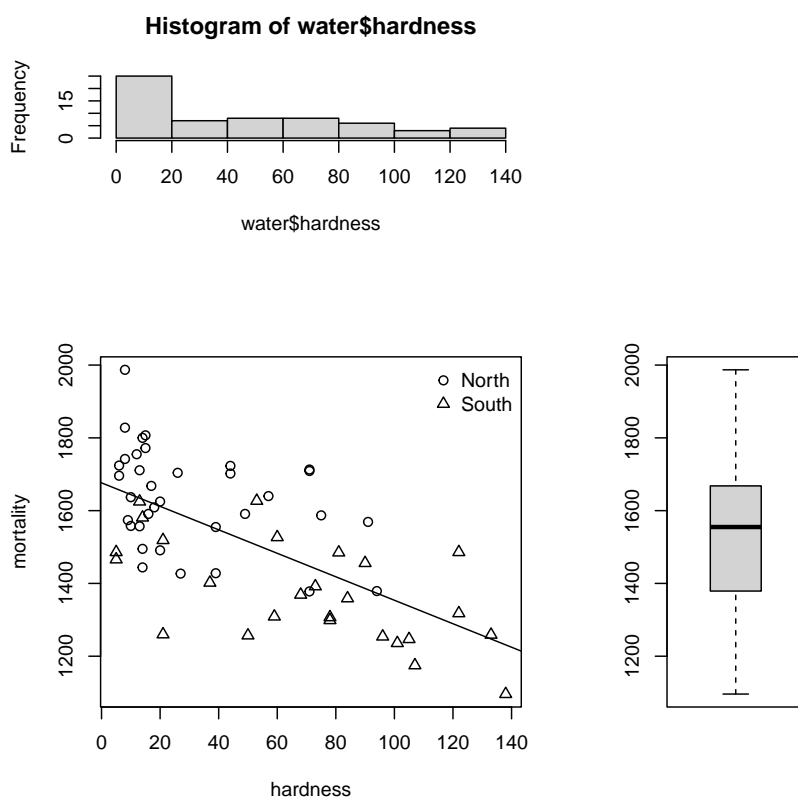 Histogram of water$hardness
Frequency
0 15
0 20 40 60 80 100 120 140
water$hardness
mortality
1200 1400 1600 1800 2000
North
South
0 20 40 60 80 100 120 140
hardness
1200 1400 1600 1800 2000